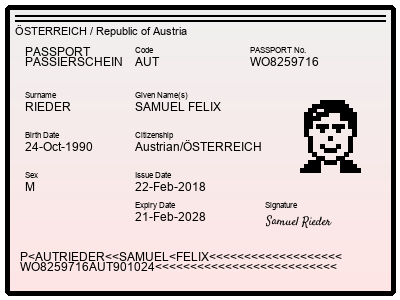 ÖSTERREICH / Republic of Austria
PASSPORT
PASSIERSCHEIN
Code
AUT
PASSPORT No.
WO8259716
Surname
RIEDER
Given Name(s)
SAMUEL FELIX
Birth Date
24-Oct-1990
Citizenship
Austrian/ÖSTERREICH
Sex
M
Issue Date
22-Feb-2018
Expiry Date
21-Feb-2028
Signature
Samuel Rieder
P<AUTRIEDER<<SAMUEL<FELIX<<<<<<<<<<<<<<<<<<<
WO8259716AUT901024<<<<<<<<<<<<<<<<<<<<<<<<<<